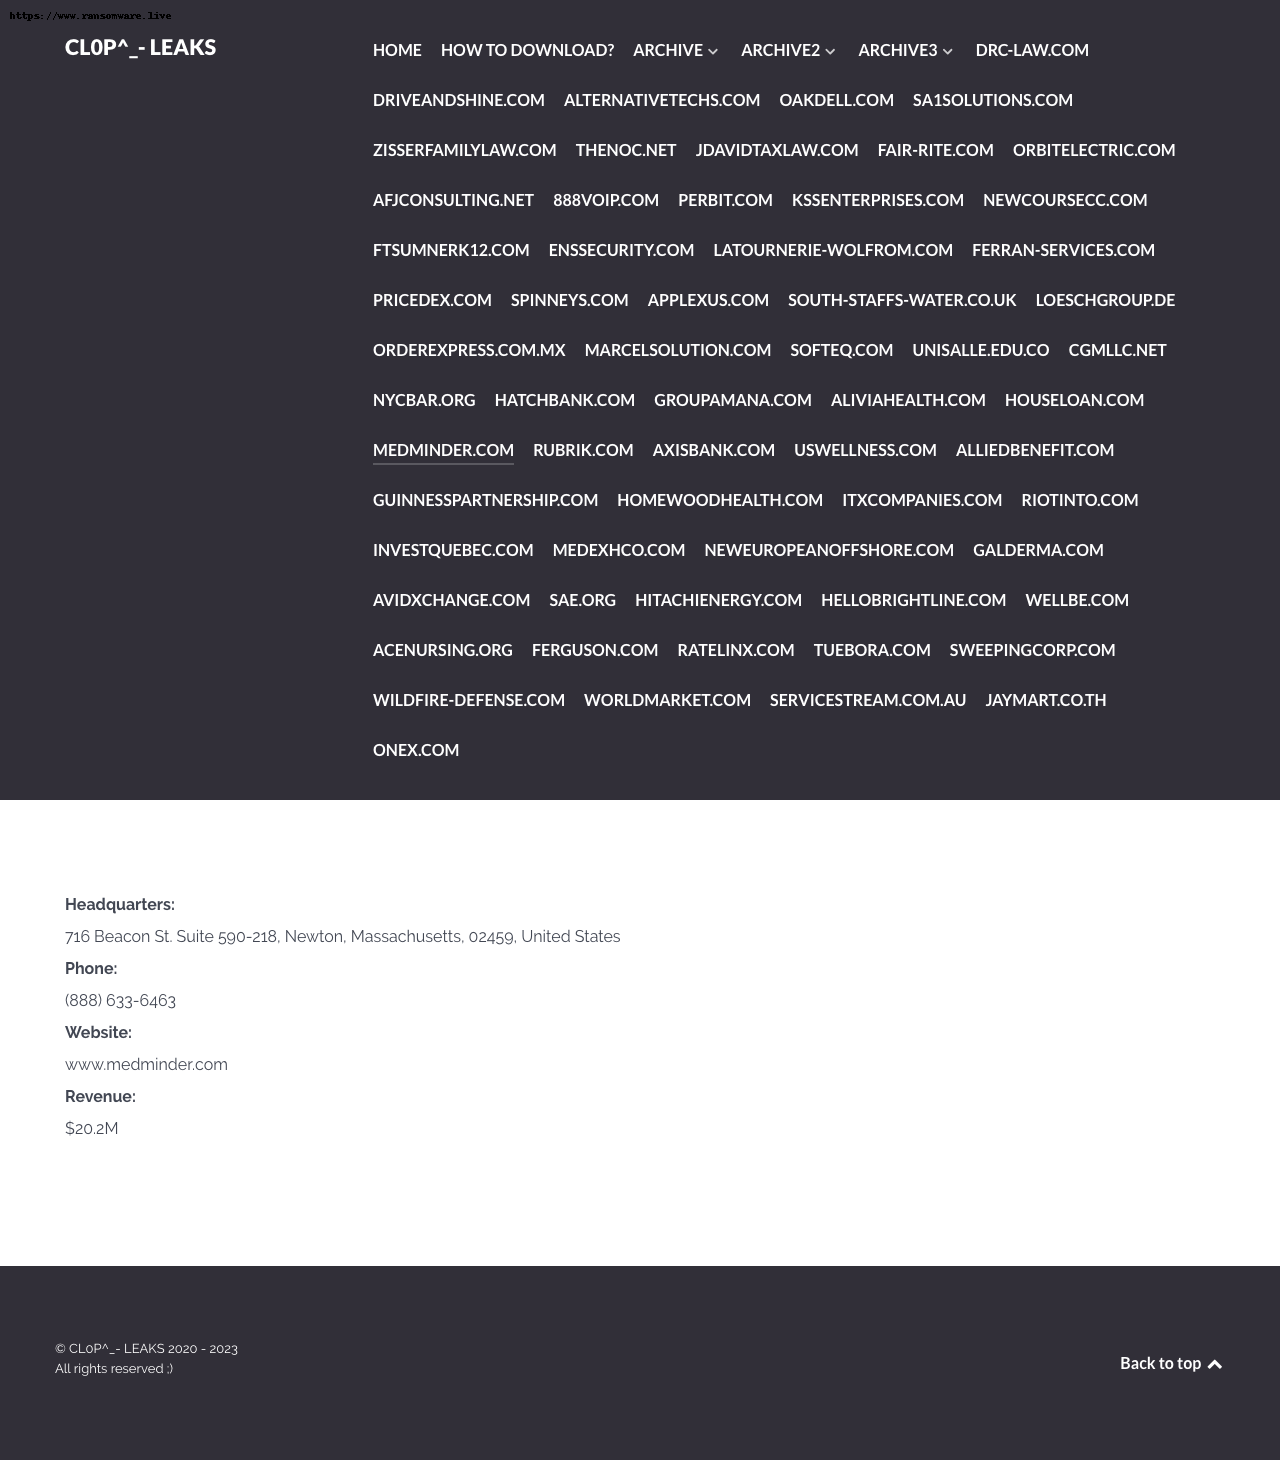 https://www.ransomware.live
CL0P^_- LEAKS
HOME HOW TO DOWNLOAD? ARCHIVE ARCHIVE2 ARCHIVE3 DRC-LAW.COM
DRIVEANDSHINE.COM ALTERNATIVETECHS.COM OAKDELL.COM SA1SOLUTIONS.COM
ZISSERFAMILYLAW.COM THENOC.NET JDAVIDTAXLAW.COM FAIR-RITE.COM ORBITELECTRIC.COM
AFJCONSULTING.NET 888VOIP.COM PERBIT.COM KSSENTERPRISES.COM NEWCOURSECC.COM
FTSUMNERK12.COM ENSSECURITY.COM LATOURNERIE-WOLFROM.COM FERRAN-SERVICES.COM
PRICEDEX.COM SPINNEYS.COM APPLEXUS.COM SOUTH-STAFFS-WATER.CO.UK LOESCHGROUP.DE
ORDEREXPRESS.COM.MX MARCELSOLUTION.COM SOFTEQ.COM UNISALLE.EDU.CO CGMLLC.NET
NYCBAR.ORG HATCHBANK.COM GROUPAMANA.COM ALIVIAHEALTH.COM HOUSELOAN.COM
MEDMINDER.COM RUBRIK.COM AXISBANK.COM USWELLNESS.COM ALLIEDBENEFIT.COM
GUINNESSPARTNERSHIP.COM HOMEWOODHEALTH.COM ITXCOMPANIES.COM RIOTINTO.COM
INVESTQUEBEC.COM MEDEXHCO.COM NEWEUROPEANOFFSHORE.COM GALDERMA.COM
AVIDXCHANGE.COM SAE.ORG HITACHIENERGY.COM HELLOBRIGHTLINE.COM WELLBE.COM
ACENURSING.ORG FERGUSON.COM RATELINX.COM TUEBORA.COM SWEEPINGCORP.COM
WILDFIRE-DEFENSE.COM WORLDMARKET.COM SERVICESTREAM.COM.AU JAYMART.CO.TH
ONEX.COM
Headquarters:
716 Beacon St. Suite 590-218, Newton, Massachusetts, 02459, United States
Phone:
(888) 633-6463
Website:
www.medminder.com
Revenue:
$20.2M
© CL0P^_- LEAKS 2020 - 2023
All rights reserved ;)
Back to top